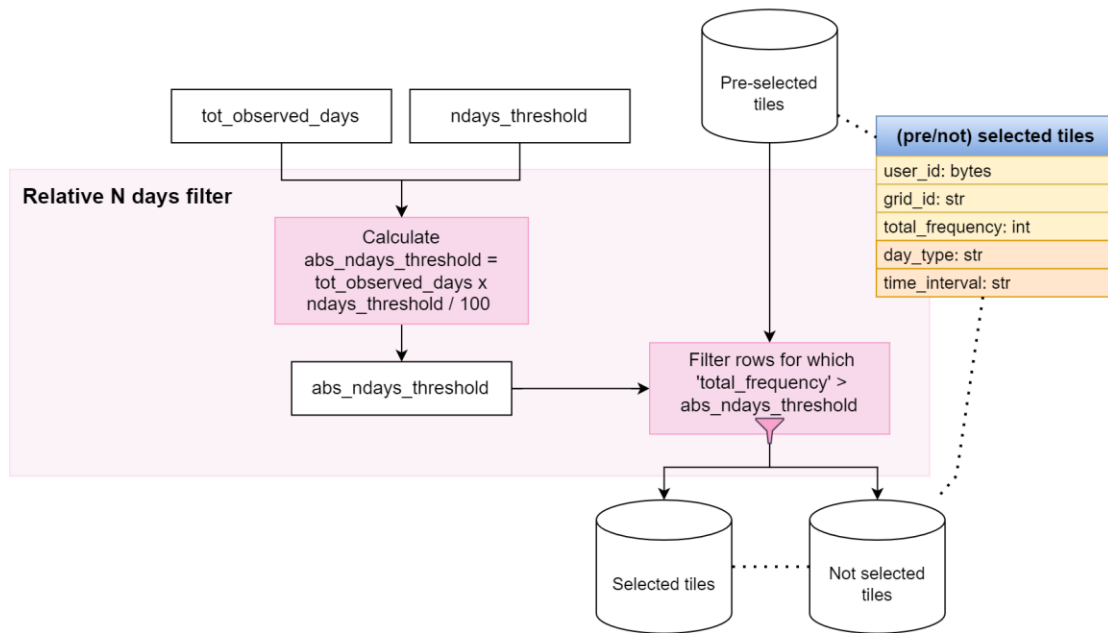 Pre-selected
tiles
tot_observed_days
ndays_threshold
(pre/not) selected tiles
user_id: bytes
grid_id: str
total_frequency: int
day_type: str
time_interval: str
Relative N days filter
Calculate
abs_ndays_threshold =
tot_observed_days x
ndays_threshold / 100
abs_ndays_threshold
Filter rows for which
'total_frequency' >
abs_ndays_threshold
Selected tiles
Not selected
tiles